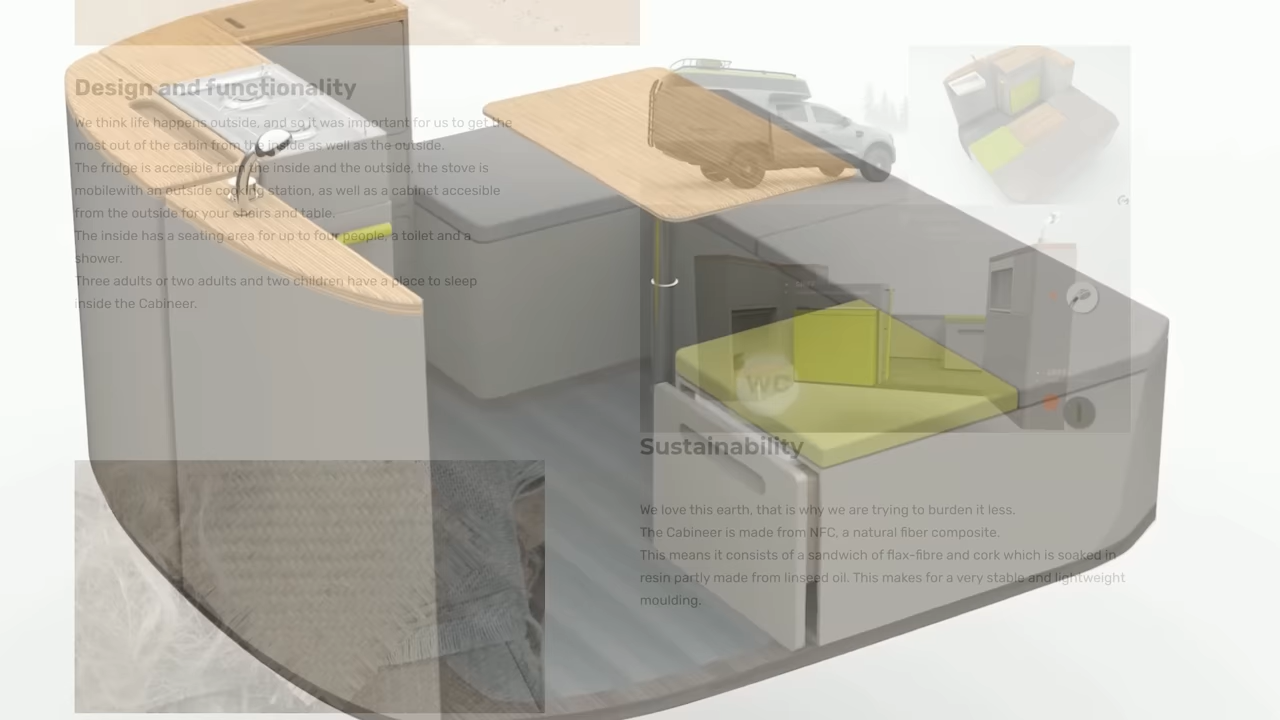 Design and functionality
We think life happens outside, and so it was important for us to get the
most out of the cabin from the inside as well as the outside.
The fridge is accesible from the inside and the outside, the stove is
mobilewith an outside cooking station, as well as a cabinet accesible
from the outside for your shoirs and table.
The inside has a seating area for up to four people, a toilet and a
shower.
Three adults or two adults and two children have a place to sleep
inside the Cabineer.
WC
Sustainability
We love this earth, that is why we are trying to burden it less.
The Cabineer is made from NFC, a natural fiber composite.
This means it consists of a sandwich of flax-fibre and cork which is soaked in
resin partly made from linseed oil. This makes for a very stable and lightweight
moulding.